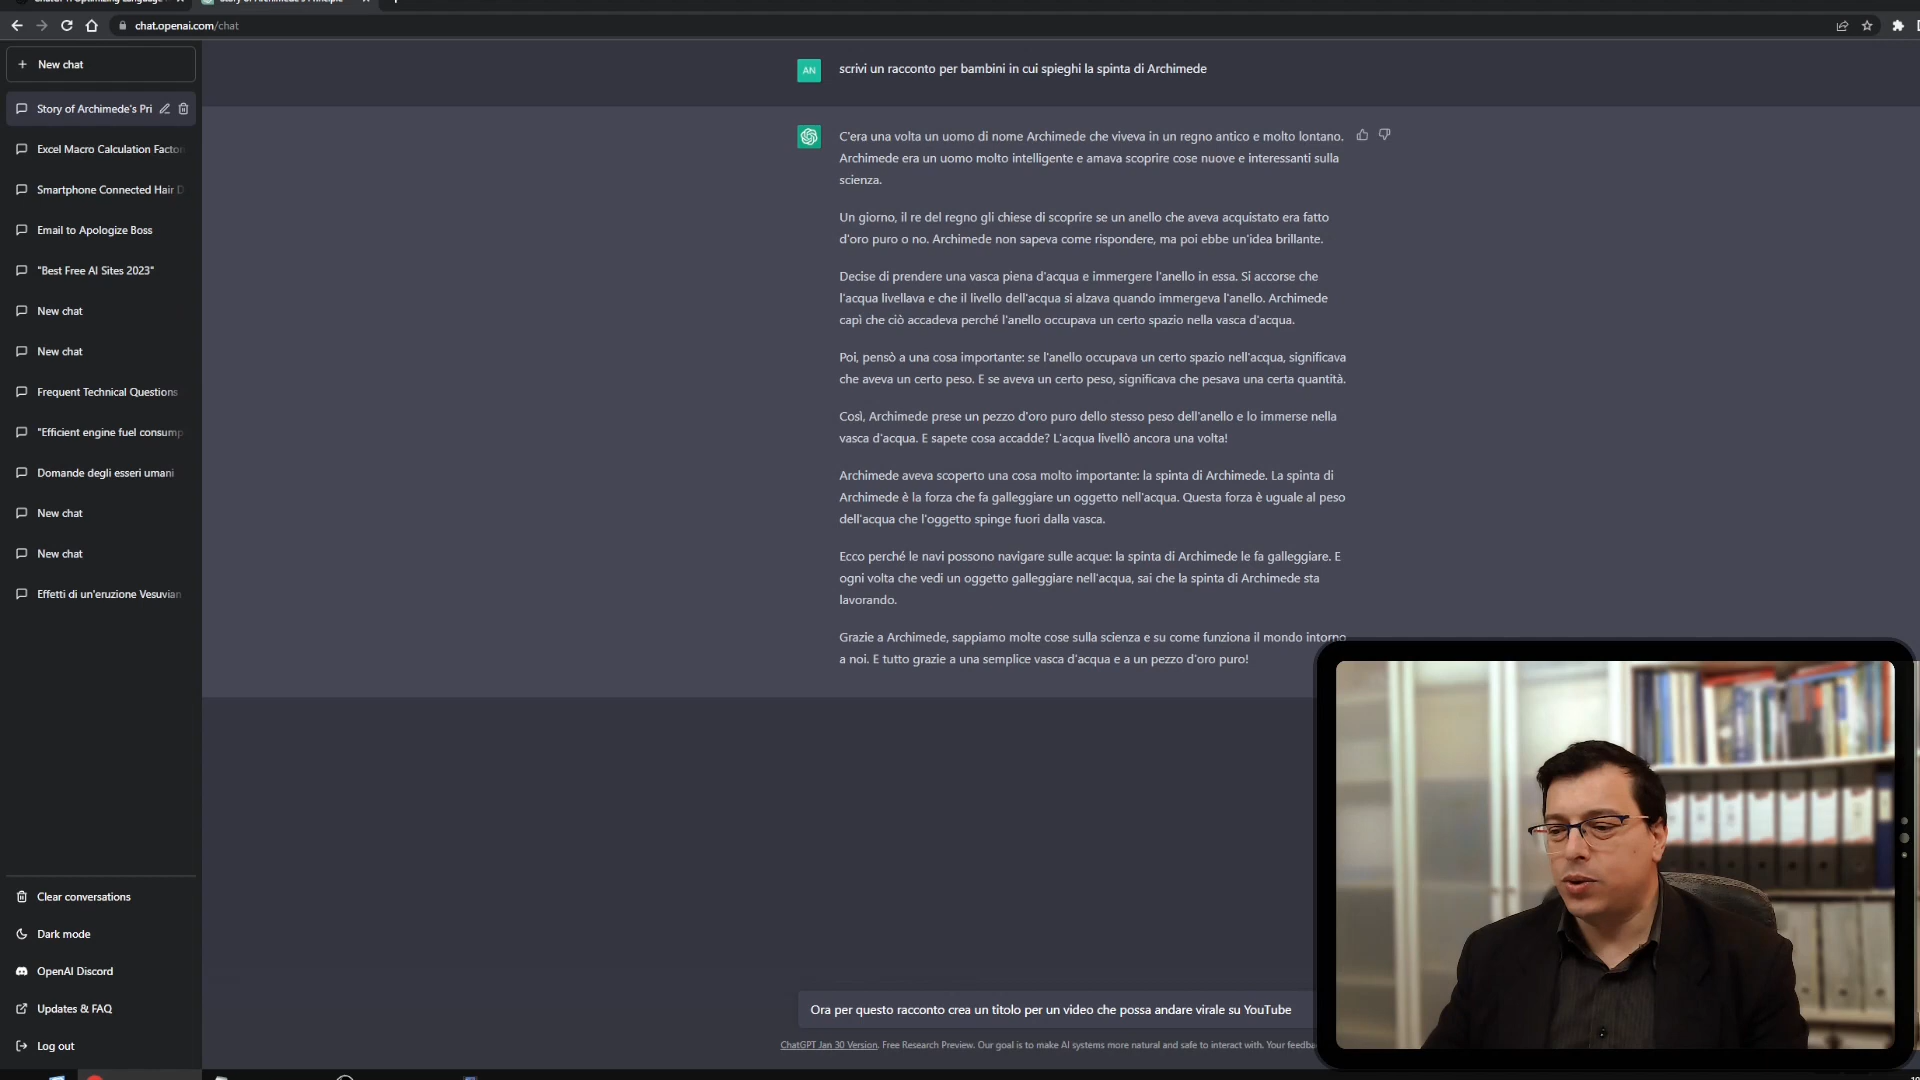 Story of Archimede's Principle
chat.openai.com/chat
New chat
Story of Archimede's Pri
Excel Macro Calculation Facto
Smartphone Connected Hair D
Email to Apologize Boss
"Best Free AI Sites 2023"
New chat
New chat
Frequent Technical Questions
"Efficient engine fuel consump
Domande degli esseri umani
New chat
New chat
Effetti di un'eruzione Vesuvian
Clear conversations
Dark mode
OpenAI Discord
Updates & FAQ
Log out
AN
scrivi un racconto per bambini in cui spieghi la spinta di Archimede
C'era una volta un uomo di nome Archimede che viveva in un regno antico e molto lontano.
Archimede era un uomo molto intelligente e amava scoprire cose nuove e interessanti sulla
scienza.
Un giorno, il re del regno gli chiese di scoprire se un anello che aveva acquistato era fatto
d'oro puro o no. Archimede non sapeva come rispondere, ma poi ebbe un'idea brillante.
Decise di prendere una vasca piena d'acqua e immergere l'anello in essa. Si accorse che
l'acqua livellava e che il livello dell'acqua si alzava quando immergeva l'anello. Archimede
capì che ciò accadeva perché l'anello occupava un certo spazio nella vasca d'acqua.
Poi, pensò a una cosa importante: se l'anello occupava un certo spazio nell'acqua, significava
che aveva un certo peso. E se aveva un certo peso, significava che pesava una certa quantità.
Così, Archimede prese un pezzo d'oro puro dello stesso peso dell'anello e lo immerse nella
vasca d'acqua. E sapete cosa accadde? L'acqua livellò ancora una volta!
Archimede aveva scoperto una cosa molto importante: la spinta di Archimede. La spinta di
Archimede è la forza che fa galleggiare un oggetto nell'acqua. Questa forza è uguale al peso
dell'acqua che l'oggetto spinge fuori dalla vasca.
Ecco perché le navi possono navigare sulle acque: la spinta di Archimede le fa galleggiare. E
ogni volta che vedi un oggetto galleggiare nell'acqua, sai che la spinta di Archimede sta
lavorando.
Grazie a Archimede, sappiamo molte cose sulla scienza e su come funziona il mondo intorno
a noi. E tutto grazie a una semplice vasca d'acqua e a un pezzo d'oro puro!
Ora per questo racconto crea un titolo per un video che possa andare virale su YouTube
ChatGPT Jan 30 Version. Free Research Preview. Our goal is to make AI systems more natural and safe to interact with. Your feedba